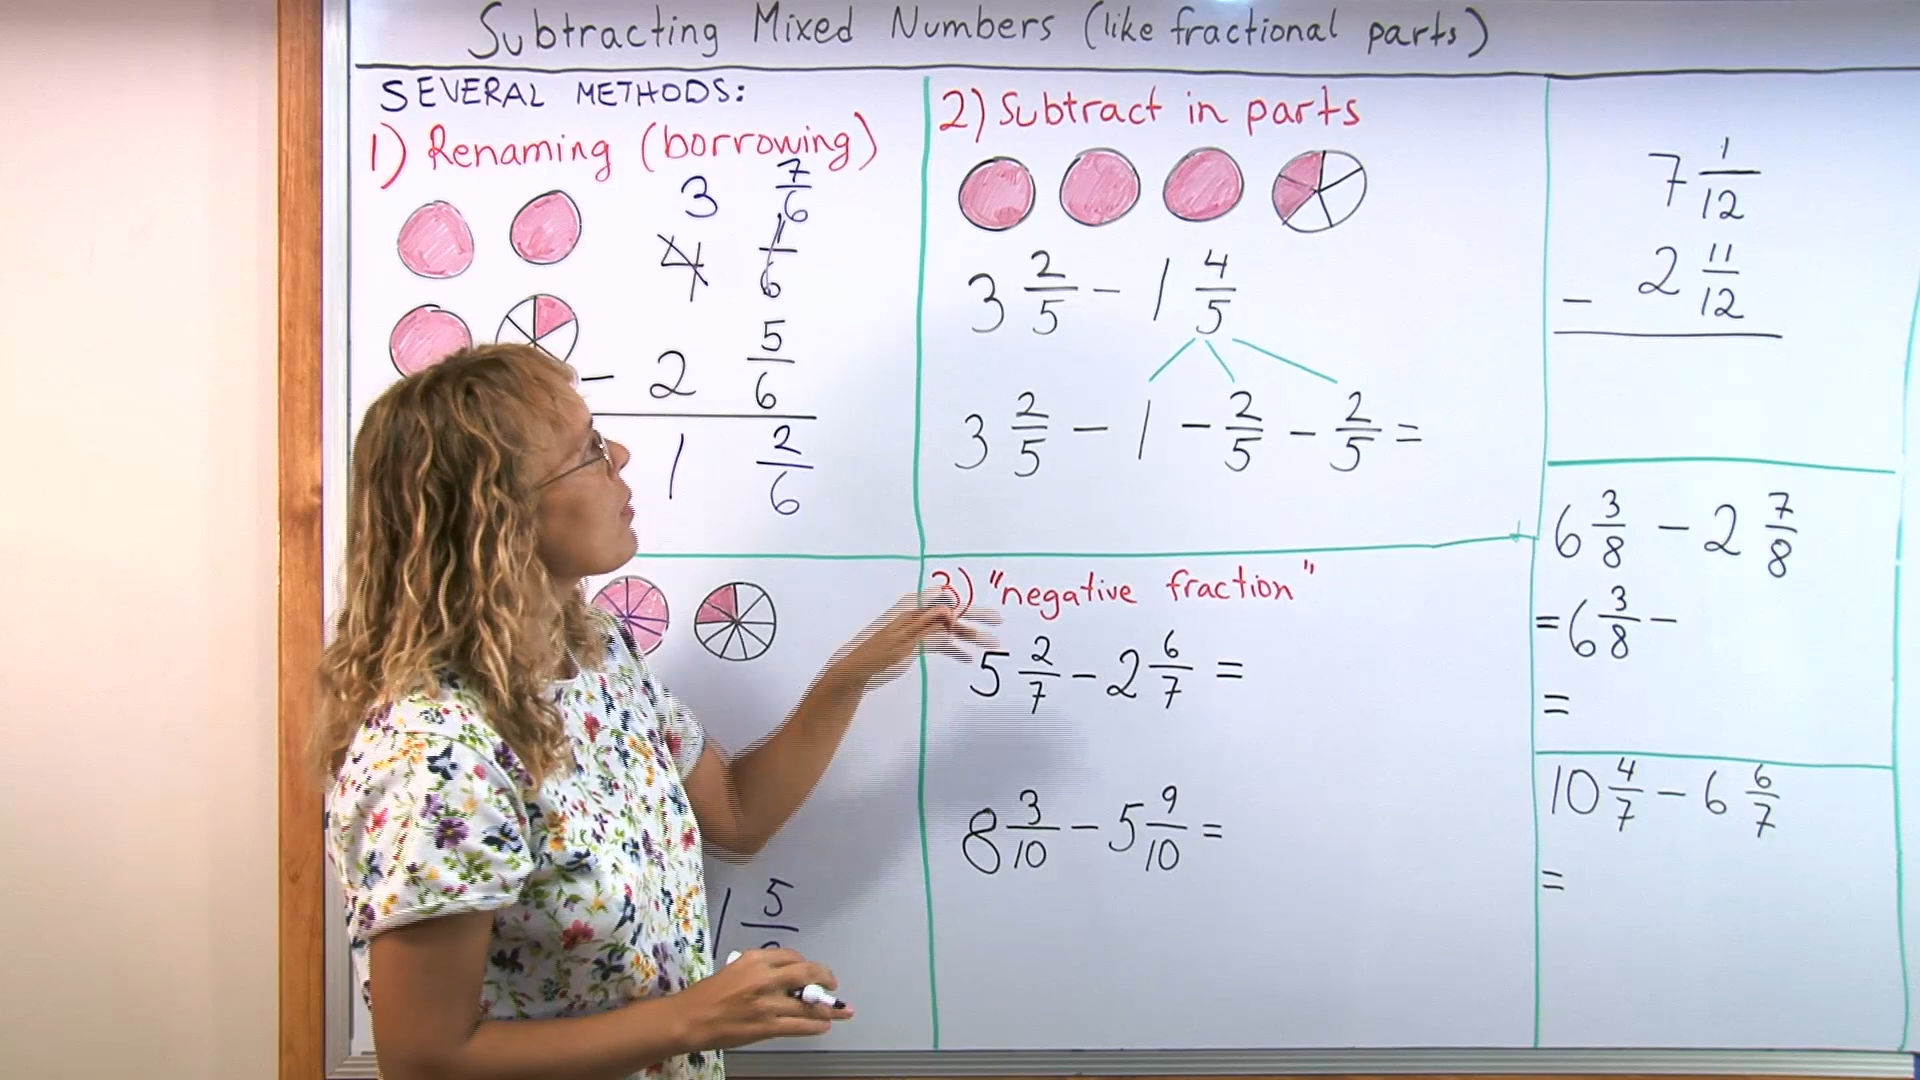 Subtracting Mixed Numbers (like fractional parts)
SEVERAL METHODS:
1) Renaming (borrowing)
3 7/6
4 1/6
- 2 5/6
1 2/6
1 5/
2) Subtract in parts
3 2/5 - 1 4/5
3 2/5 - 1 - 2/5 - 2/5 =
3) "negative fraction"
5 2/7 - 2 6/7 =
8 3/10 - 5 9/10 =
7 1/12
- 2 11/12
6 3/8 - 2 7/8
= 6 3/8 -
=
10 4/7 - 6 6/7
=